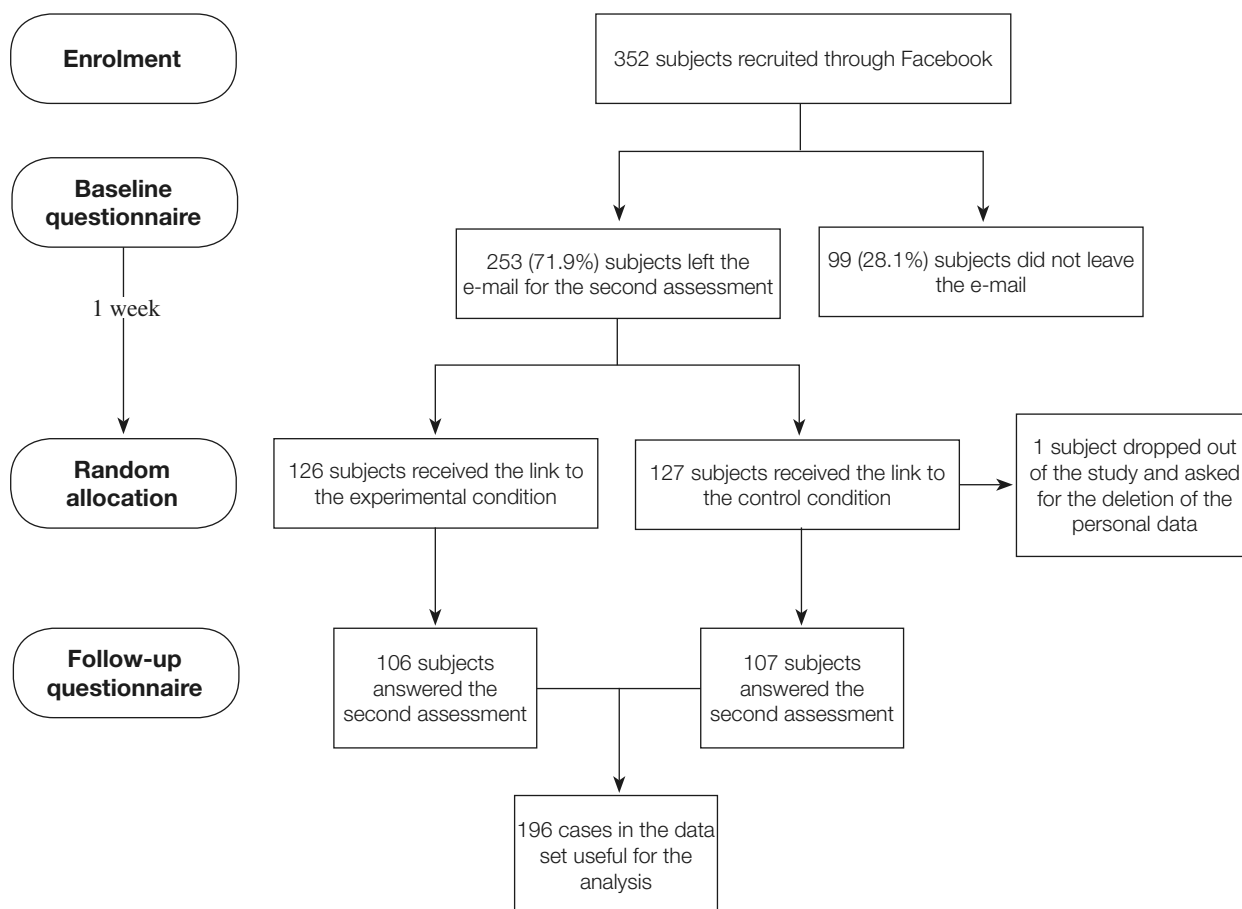 Enrolment
352 subjects recruited through Facebook
Baseline
questionnaire
253 (71.9%) subjects left the
e-mail for the second assessment
99 (28.1%) subjects did not leave
the e-mail
1 week
Random
allocation
126 subjects received the link to
the experimental condition
127 subjects received the link to
the control condition
1 subject dropped out
of the study and asked
for the deletion of the
personal data
Follow-up
questionnaire
106 subjects
answered the
second assessment
107 subjects
answered the
second assessment
196 cases in the data
set useful for the
analysis